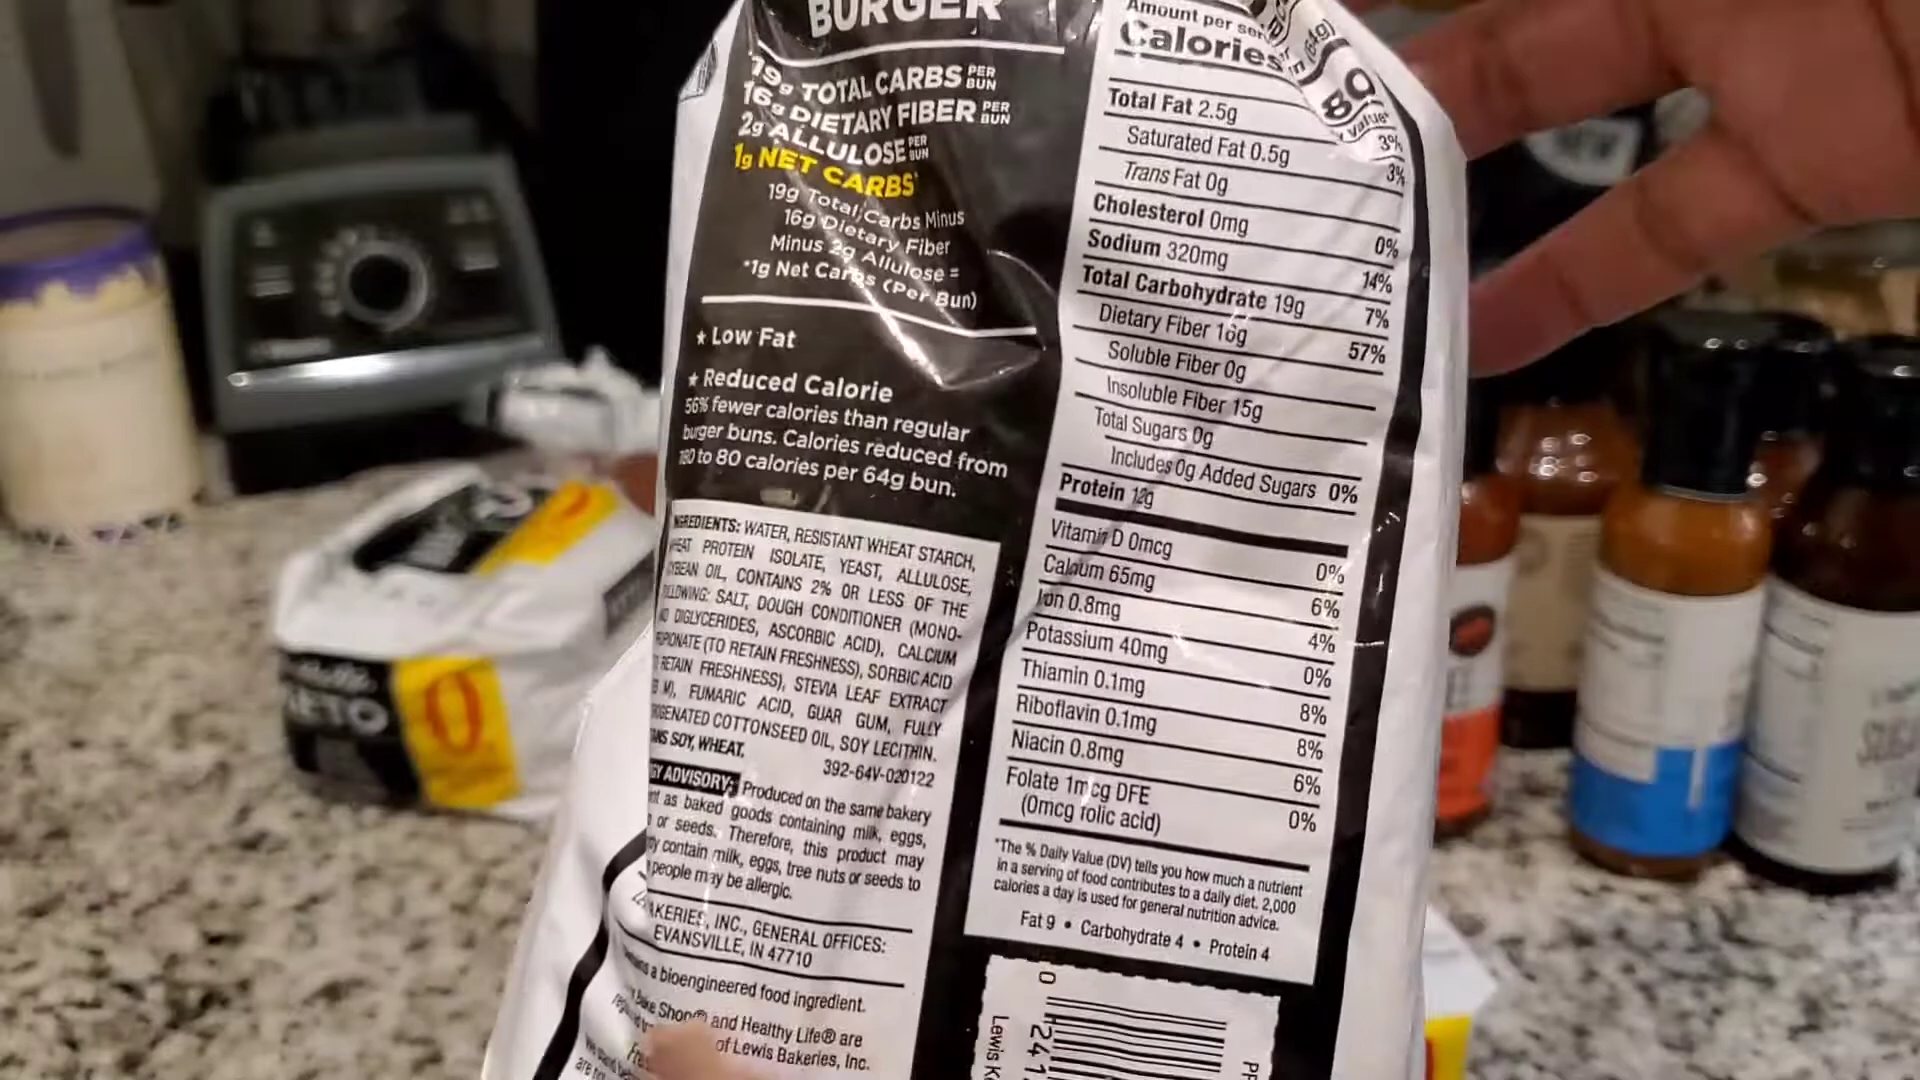 BURGER
19g TOTAL CARBS PER BUN
16g DIETARY FIBER PER BUN
2g ALLULOSE PER BUN
1g NET CARBS*
19g Total Carbs Minus
16g Dietary Fiber
Minus 2g Allulose =
*1g Net Carbs (Per Bun)
★ Low Fat
★ Reduced Calorie
56% fewer calories than regular
burger buns. Calories reduced from
180 to 80 calories per 64g bun.
INGREDIENTS: WATER, RESISTANT WHEAT STARCH,
WHEAT PROTEIN ISOLATE, YEAST, ALLULOSE,
SOYBEAN OIL, CONTAINS 2% OR LESS OF THE
FOLLOWING: SALT, DOUGH CONDITIONER (MONO-
DIGLYCERIDES, ASCORBIC ACID), CALCIUM
PROPIONATE (TO RETAIN FRESHNESS), SORBIC ACID
RETAIN FRESHNESS), STEVIA LEAF EXTRACT
M), FUMARIC ACID, GUAR GUM, FULLY
COTTONSEED OIL, SOY LECITHIN.
SOY, WHEAT.
392-64V-020122
ADVISORY: Produced on the same bakery
as baked goods containing milk, eggs,
or seeds. Therefore, this product may
contain milk, eggs, tree nuts or seeds to
people may be allergic.
INC., GENERAL OFFICES:
EVANSVILLE, IN 47710
a bioengineered food ingredient.
Bake Shop® and Healthy Life® are
of Lewis Bakeries, Inc.
Amount per
Calories 80
(64g)
Value*
Total Fat 2.5g 3%
Saturated Fat 0.5g 3%
Trans Fat 0g
Cholesterol 0mg 0%
Sodium 320mg 14%
Total Carbohydrate 19g 7%
Dietary Fiber 16g 57%
Soluble Fiber 0g
Insoluble Fiber 15g
Total Sugars 0g
Includes 0g Added Sugars 0%
Protein 12g
Vitamin D 0mcg 0%
Calcium 65mg 6%
Iron 0.8mg 4%
Potassium 40mg 0%
Thiamin 0.1mg 8%
Riboflavin 0.1mg 8%
Niacin 0.8mg 6%
Folate 1mcg DFE 0%
(0mcg folic acid)
*The % Daily Value (DV) tells you how much a nutrient
in a serving of food contributes to a daily diet. 2,000
calories a day is used for general nutrition advice.
Fat 9 • Carbohydrate 4 • Protein 4
0
Lewis
KETO
0